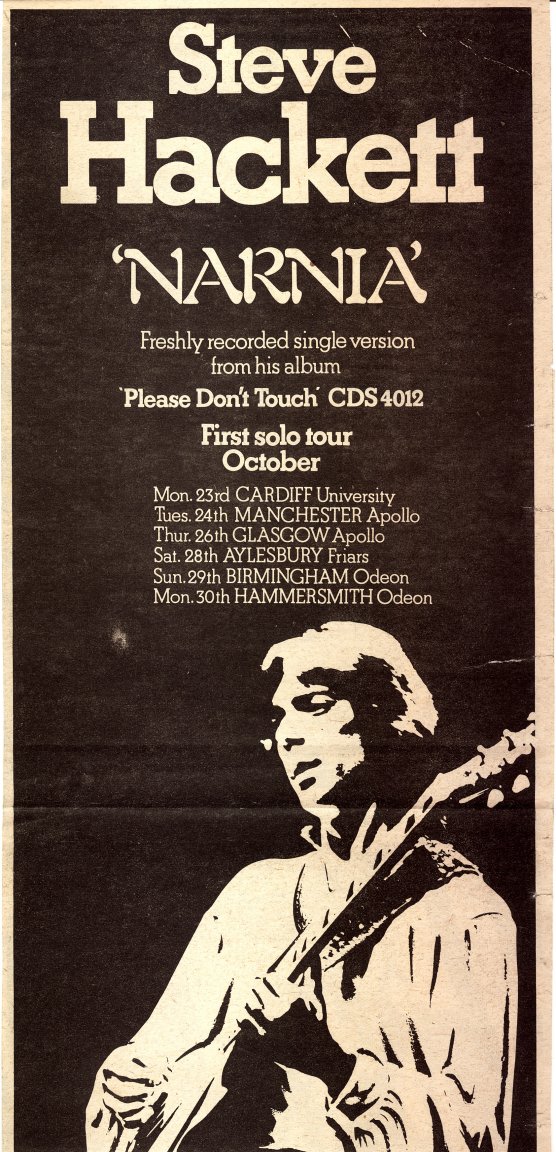 Steve
Hackett
‘NARNIA’
Freshly recorded single version
from his album
‘Please Don't Touch’ CDS 4012
First solo tour
October
Mon. 23rd CARDIFF University
Tues. 24th MANCHESTER Apollo
Thur. 26th GLASGOW Apollo
Sat. 28th AYLESBURY Friars
Sun. 29th BIRMINGHAM Odeon
Mon. 30th HAMMERSMITH Odeon